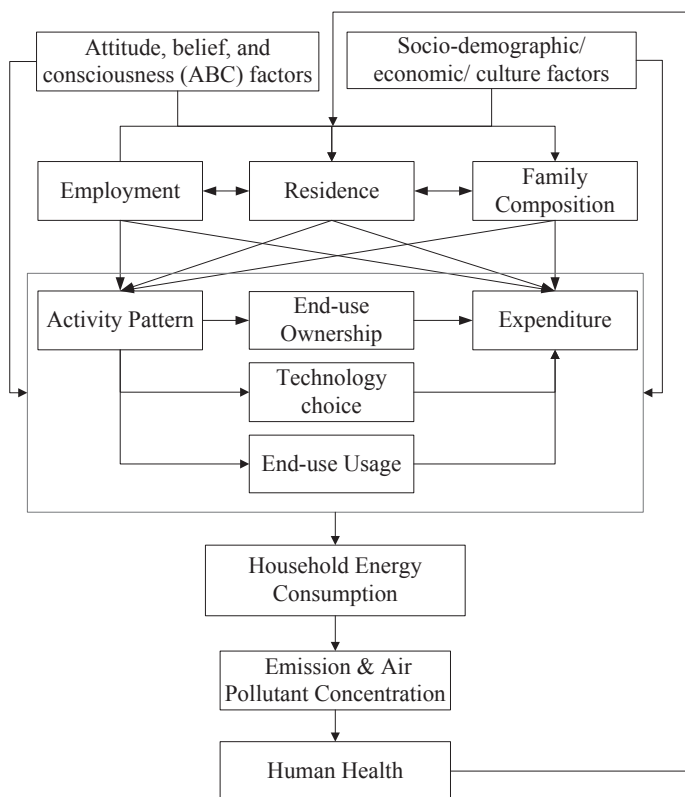 Attitude, belief, and
consciousness (ABC) factors
Socio-demographic/
economic/ culture factors
Employment
Residence
Family
Composition
Activity Pattern
End-use
Ownership
Expenditure
Technology
choice
End-use Usage
Household Energy
Consumption
Emission & Air
Pollutant Concentration
Human Health